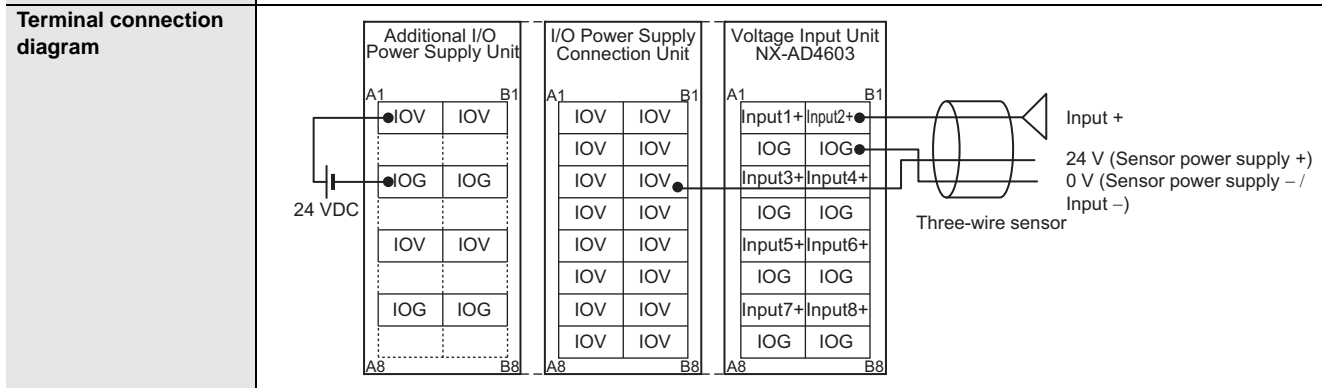 Terminal connection
diagram
Additional I/O
Power Supply Unit
I/O Power Supply
Connection Unit
Voltage Input Unit
NX-AD4603
A1 B1 A1 B1 A1 B1
IOV IOV IOV IOV Input1+ Input2+
IOV IOV IOG IOG
IOG IOG IOV IOV Input3+ Input4+
IOV IOV IOG IOG
IOV IOV IOV IOV Input5+ Input6+
IOV IOV IOG IOG
IOG IOG IOV IOV Input7+ Input8+
IOV IOV IOG IOG
A8 B8 A8 B8 A8 B8
24 VDC
Input +
24 V (Sensor power supply +)
0 V (Sensor power supply − /
Input −)
Three-wire sensor